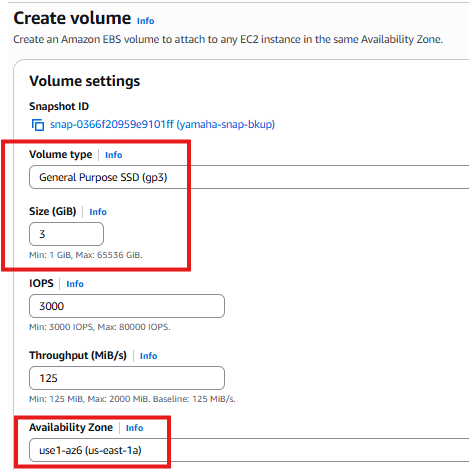 Create volume Info
Create an Amazon EBS volume to attach to any EC2 instance in the same Availability Zone.
Volume settings
Snapshot ID
snap-0366f20959e9101ff (yamaha-snap-bkup)
Volume type Info
General Purpose SSD (gp3)
Size (GiB) Info
3
Min: 1 GiB, Max: 65536 GiB.
IOPS Info
3000
Min: 3000 IOPS, Max: 80000 IOPS.
Throughput (MiB/s) Info
125
Min: 125 MiB, Max: 2000 MiB. Baseline: 125 MiB/s.
Availability Zone Info
use1-az6 (us-east-1a)